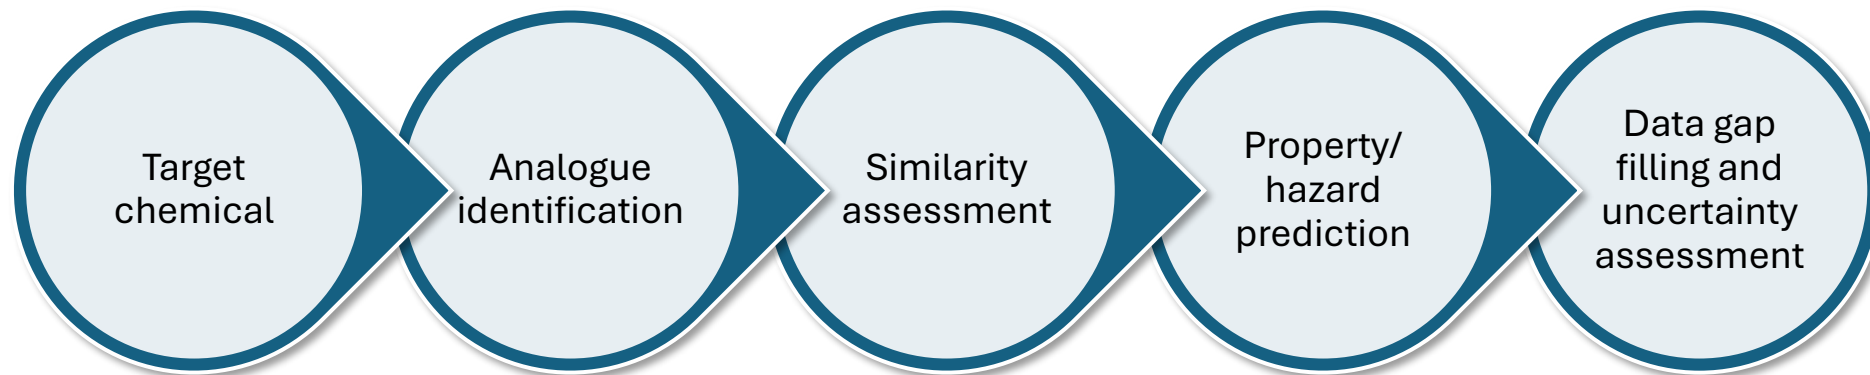 Target
chemical
Analogue
identification
Similarity
assessment
Property/
hazard
prediction
Data gap
filling and
uncertainty
assessment